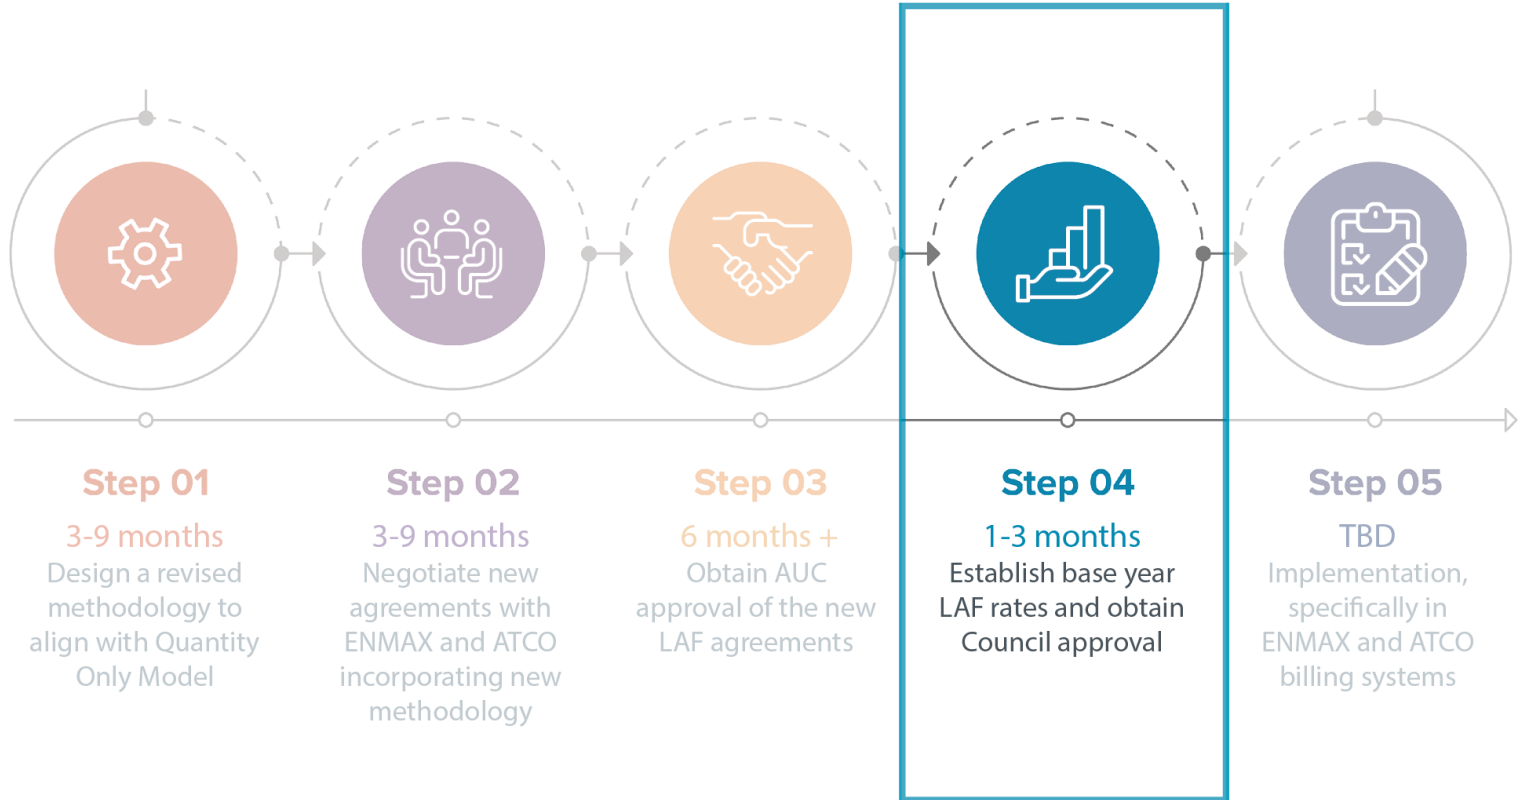 Step 01
3-9 months
Design a revised
methodology to
align with Quantity
Only Model
Step 02
3-9 months
Negotiate new
agreements with
ENMAX and ATCO
incorporating new
methodology
Step 03
6 months +
Obtain AUC
approval of the new
LAF agreements
Step 04
1-3 months
Establish base year
LAF rates and obtain
Council approval
Step 05
TBD
Implementation,
specifically in
ENMAX and ATCO
billing systems